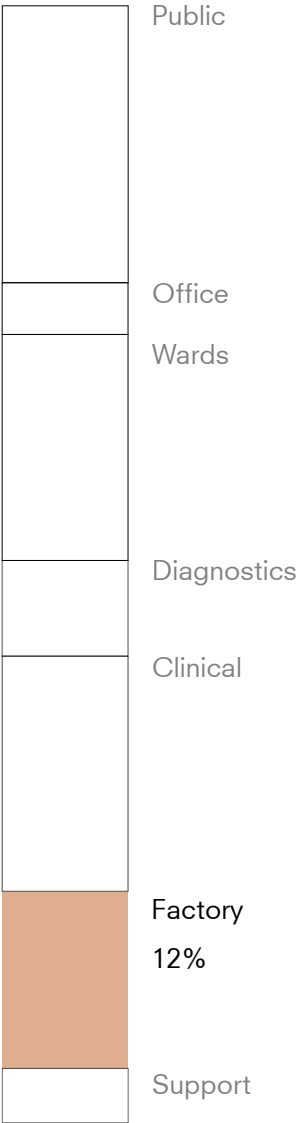 Public
Office
Wards
Diagnostics
Clinical
Factory
12%
Support